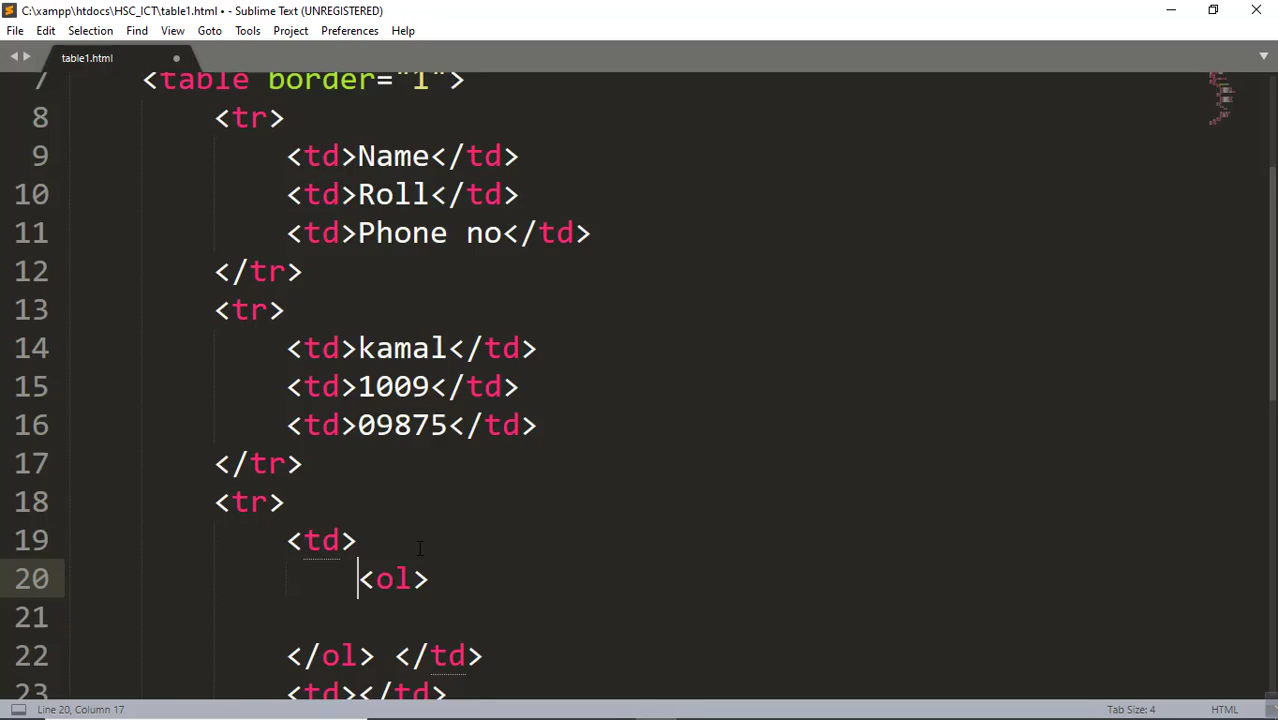 C:\xampp\htdocs\HSC_ICT\table1.html • - Sublime Text (UNREGISTERED)
File Edit Selection Find View Goto Tools Project Preferences Help
table1.html
7 <table border="1">
8 <tr>
9 <td>Name</td>
10 <td>Roll</td>
11 <td>Phone no</td>
12 </tr>
13 <tr>
14 <td>kamal</td>
15 <td>1009</td>
16 <td>09875</td>
17 </tr>
18 <tr>
19 <td>
20 <ol>
21
22 </ol> </td>
23 <td></td>
Line 20, Column 17 Tab Size: 4 HTML